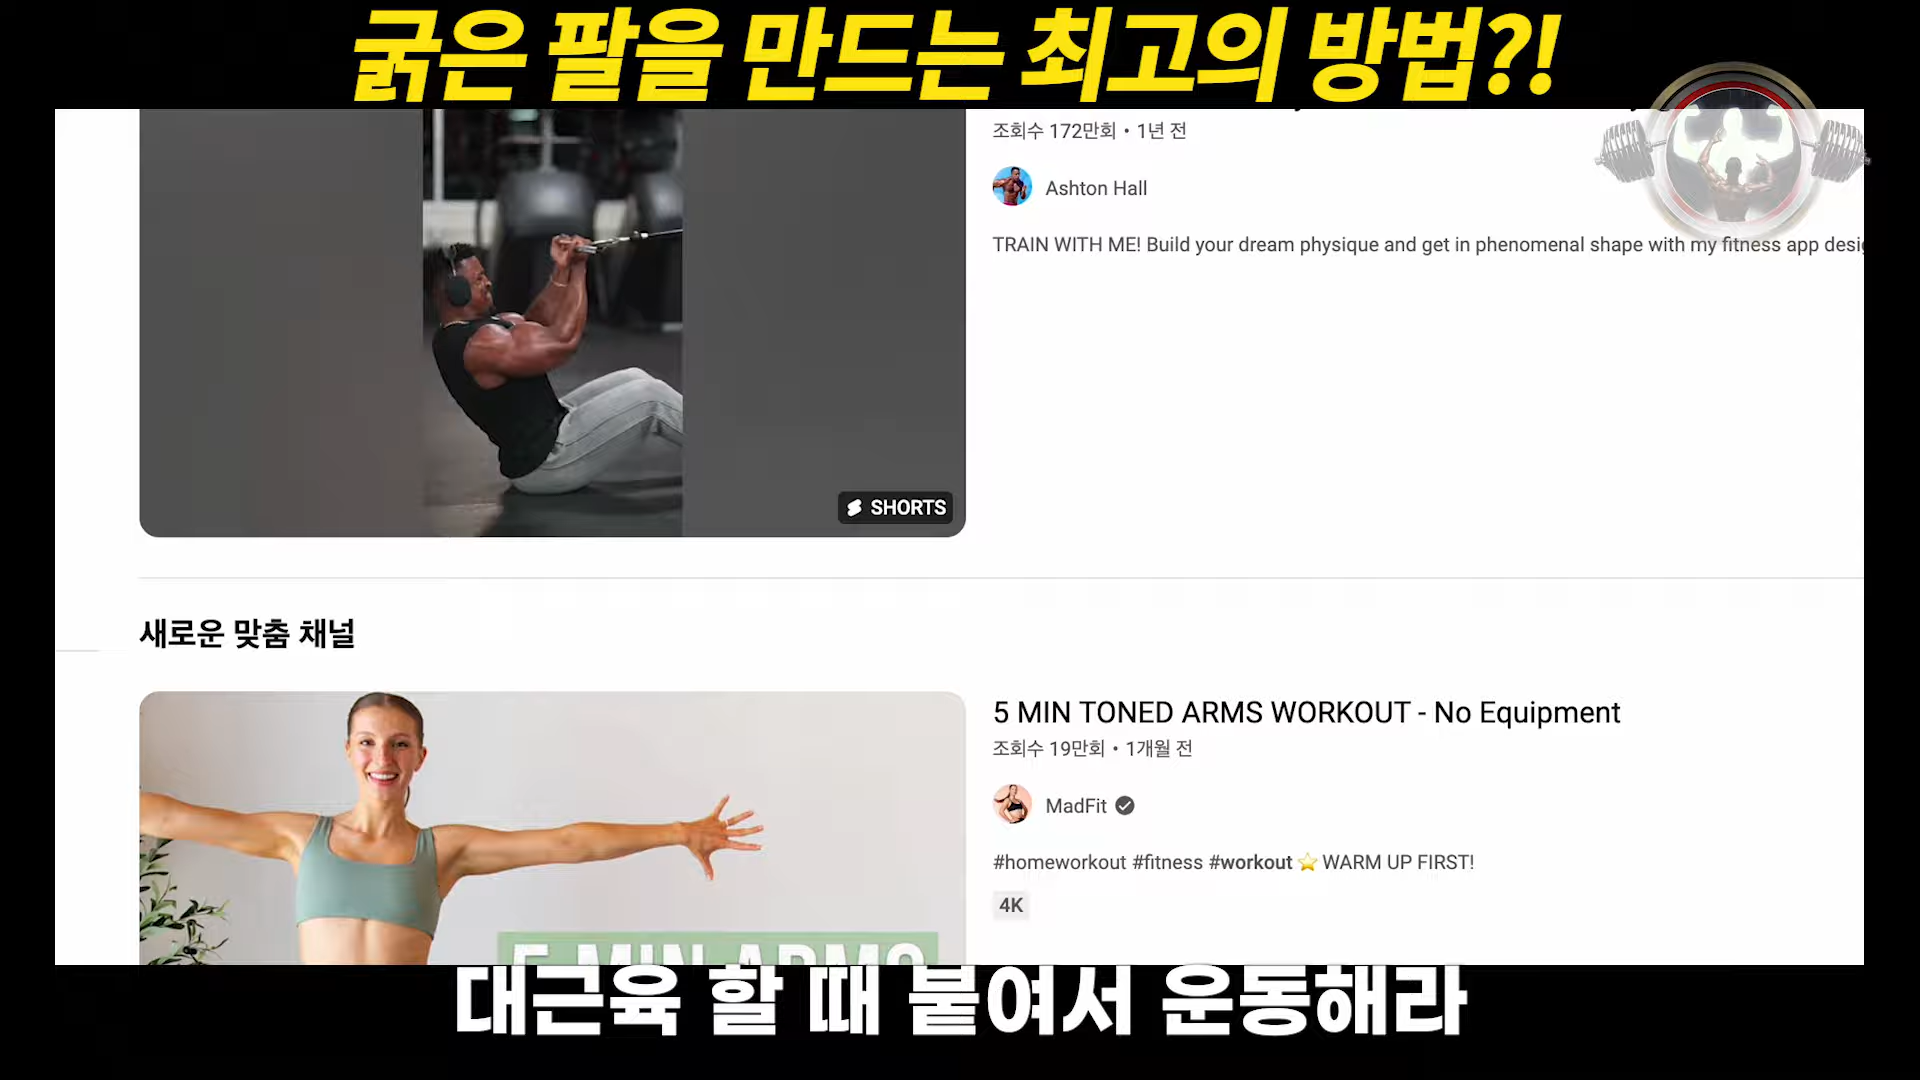 굵은 팔을 만드는 최고의 방법?!
조회수 172만회 • 1년 전
Ashton Hall
TRAIN WITH ME! Build your dream physique and get in phenomenal shape with my fitness app
SHORTS
새로운 맞춤 채널
5 MIN TONED ARMS WORKOUT - No Equipment
조회수 19만회 • 1개월 전
MadFit
#homeworkout #fitness #workout ⭐ WARM UP FIRST!
4K
5 MIN ARMS
대근육 할 때 붙여서 운동해라